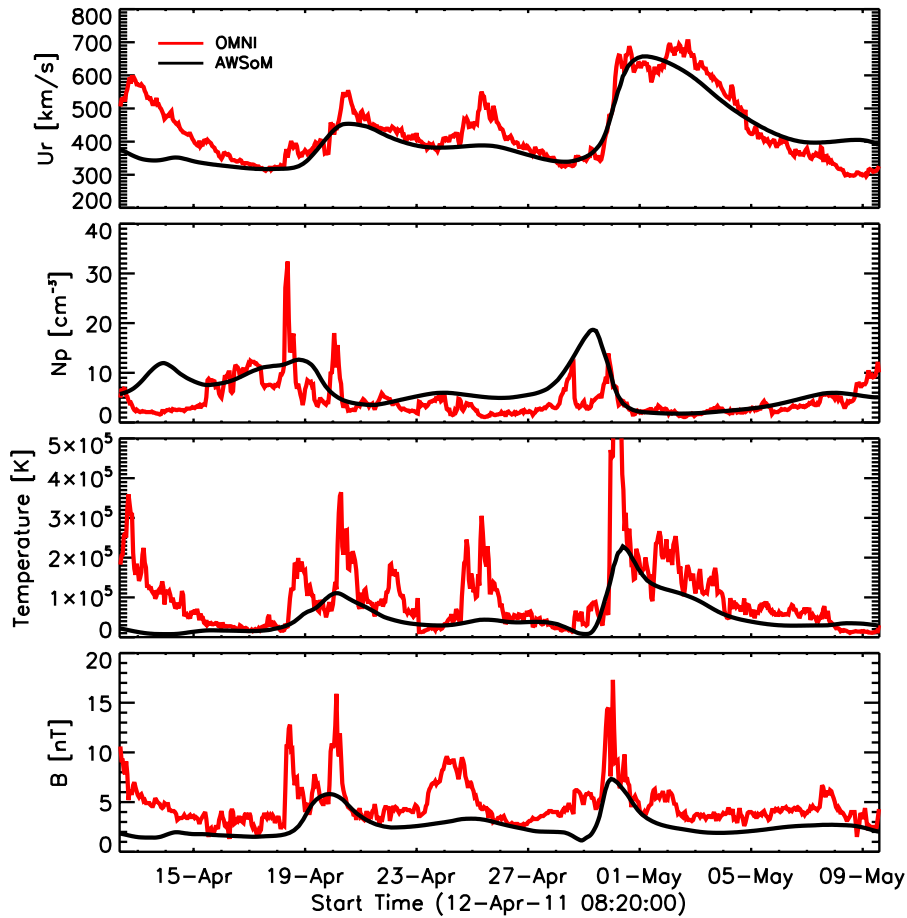 800
700
600
500
400
300
200
Ur [km/s]
OMNI
AWSoM
40
30
20
10
0
Np [cm⁻³]
5×10⁵
4×10⁵
3×10⁵
2×10⁵
1×10⁵
0
Temperature [K]
20
15
10
5
0
B [nT]
15-Apr 19-Apr 23-Apr 27-Apr 01-May 05-May 09-May
Start Time (12-Apr-11 08:20:00)